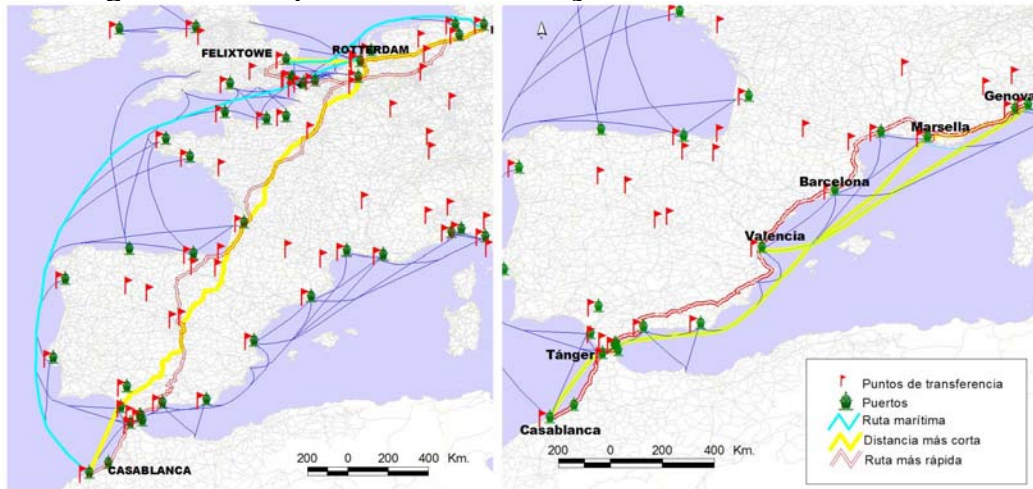 FELIXTOWE
ROTTERDAM
CASABLANCA
200 0 200 400 Km.
Genova
Marsella
Barcelona
Valencia
Tánger
Casablanca
200 0 200 400 Km.
Puntos de transferencia
Puertos
Ruta marítima
Distancia más corta
Ruta más rápida